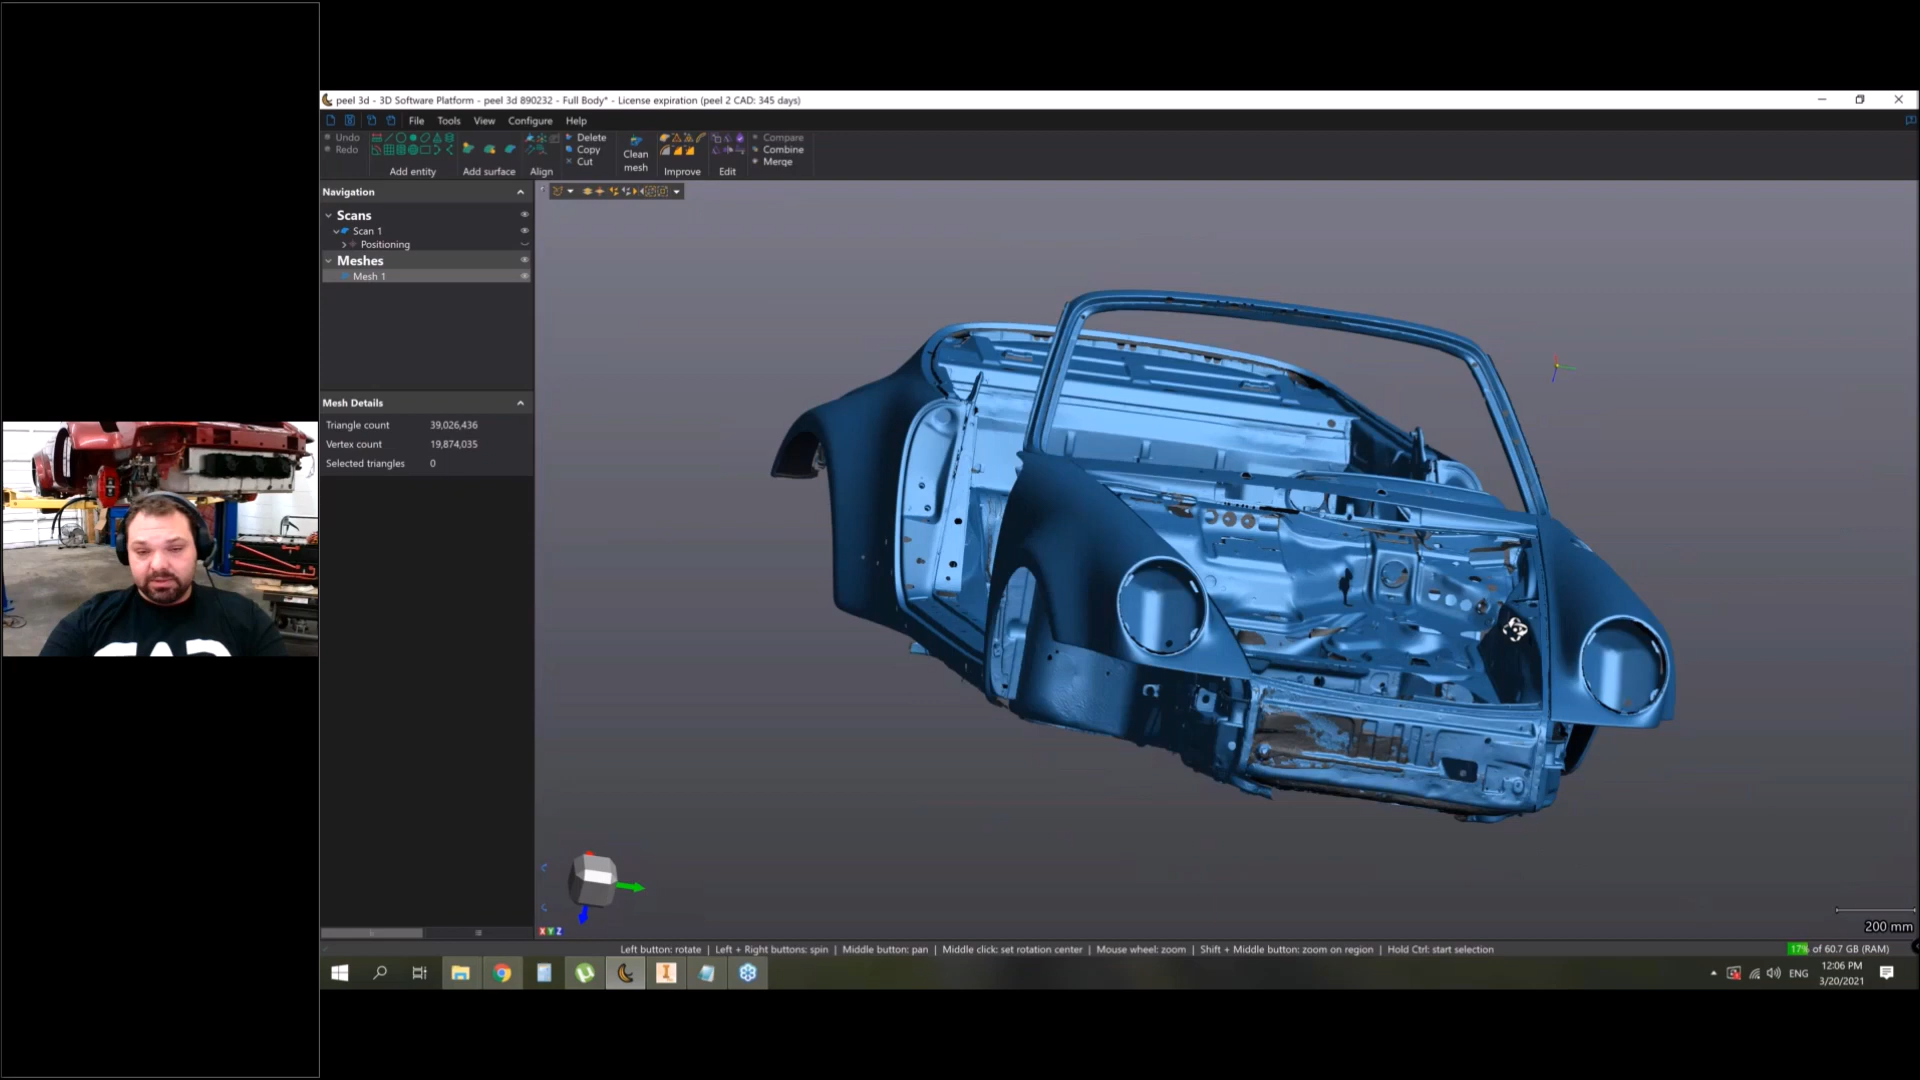 peel 3d - 3D Software Platform - peel 3d 890232 - Full Body* - License expiration (peel 2 CAD: 345 days)
File Tools View Configure Help
Undo
Redo
Add entity
Add surface
Align
Delete
Copy
Cut
Clean
mesh
Improve
Edit
Compare
Combine
Merge
Navigation
Scans
Scan 1
Positioning
Meshes
Mesh 1
Mesh Details
Triangle count 39,026,436
Vertex count 19,874,035
Selected triangles 0
X Y Z
200 mm
Left button: rotate | Left + Right buttons: spin | Middle button: pan | Middle click: set rotation center | Mouse wheel: zoom | Shift + Middle button: zoom on region | Hold Ctrl: start selection
17% of 60.7 GB (RAM)
ENG
12:06 PM
3/20/2021